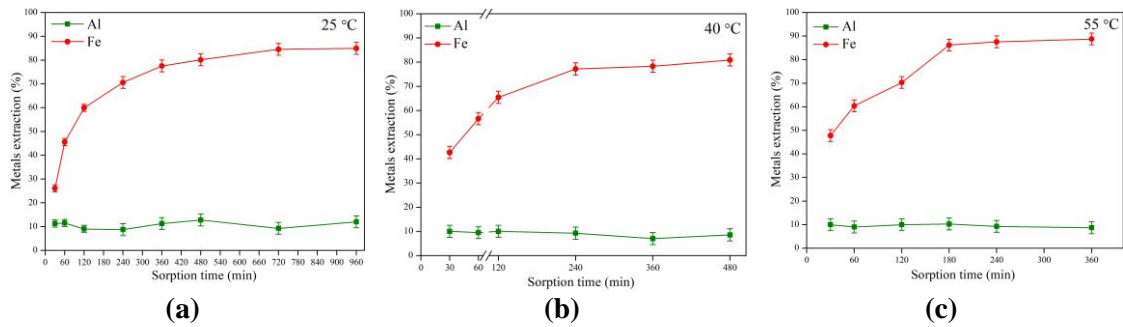 100
90
80
70
60
50
40
30
20
10
0
Metals extraction (%)
Al
Fe
25 °C
0 60 120 180 240 300 360 420 480 540 600 660 720 780 840 900 960
Sorption time (min)
(a)
100
90
80
70
60
50
40
30
20
10
0
Metals extraction (%)
Al
Fe
40 °C
0 30 60 120 240 360 480
Sorption time (min)
(b)
100
90
80
70
60
50
40
30
20
10
0
Metals extraction (%)
Al
Fe
55 °C
0 60 120 180 240 300 360
Sorption time (min)
(c)